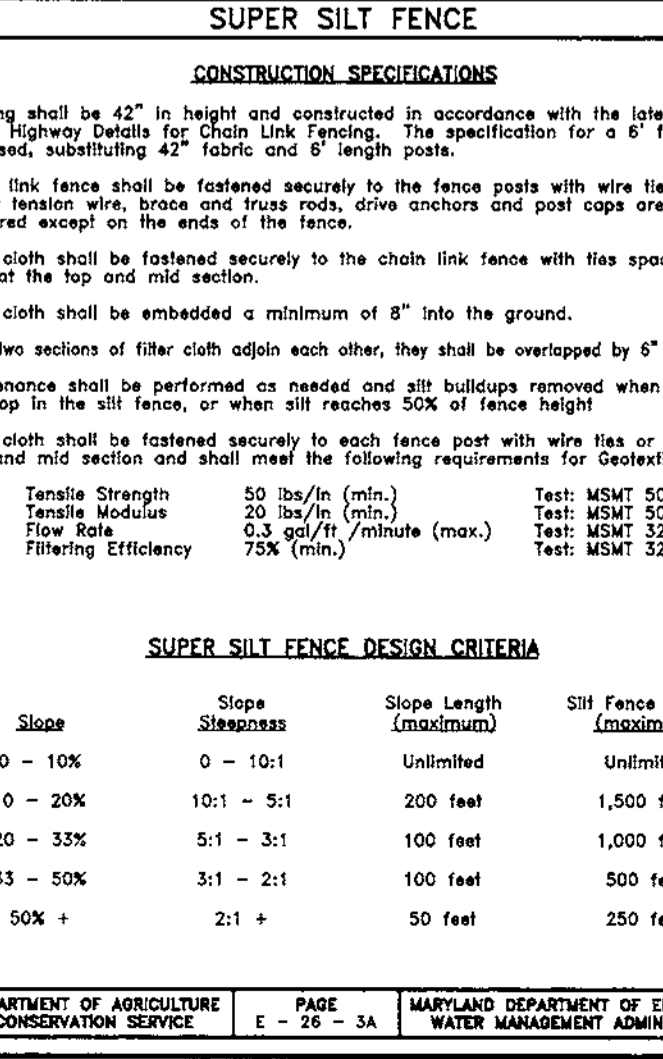 SUPER SILT FENCE
CONSTRUCTION SPECIFICATIONS
ng shall be 42" in height and constructed in accordance with the late
Highway Details for Chain Link Fencing. The specification for a 6' f
sed, substituting 42" fabric and 6' length posts.
link fence shall be fastened securely to the fence posts with wire tie
tension wire, brace and truss rods, drive anchors and post caps are
red except on the ends of the fence.
cloth shall be fastened securely to the chain link fence with ties spac
at the top and mid section.
cloth shall be embedded a minimum of 8" into the ground.
two sections of filter cloth adjoin each other, they shall be overlapped by 6"
enance shall be performed as needed and silt buildups removed when
op in the silt fence, or when silt reaches 50% of fence height
cloth shall be fastened securely to each fence post with wire ties or
and mid section and shall meet the following requirements for Geotext
Tensile Strength 50 lbs/in (min.) Test: MSMT 50
Tensile Modulus 20 lbs/in (min.) Test: MSMT 50
Flow Rate 0.3 gal/ft /minute (max.) Test: MSMT 32
Filtering Efficiency 75% (min.) Test: MSMT 32
SUPER SILT FENCE DESIGN CRITERIA
Slope Slope Length Silt Fence
Slope Steepness (maximum) (maxim
0 - 10% 0 - 10:1 Unlimited Unlimit
0 - 20% 10:1 - 5:1 200 feet 1,500 f
20 - 33% 5:1 - 3:1 100 feet 1,000 f
33 - 50% 3:1 - 2:1 100 feet 500 fe
50% + 2:1 + 50 feet 250 fe
ARTMENT OF AGRICULTURE PAGE MARYLAND DEPARTMENT OF E
CONSERVATION SERVICE E - 26 - 3A WATER MANAGEMENT ADMIN